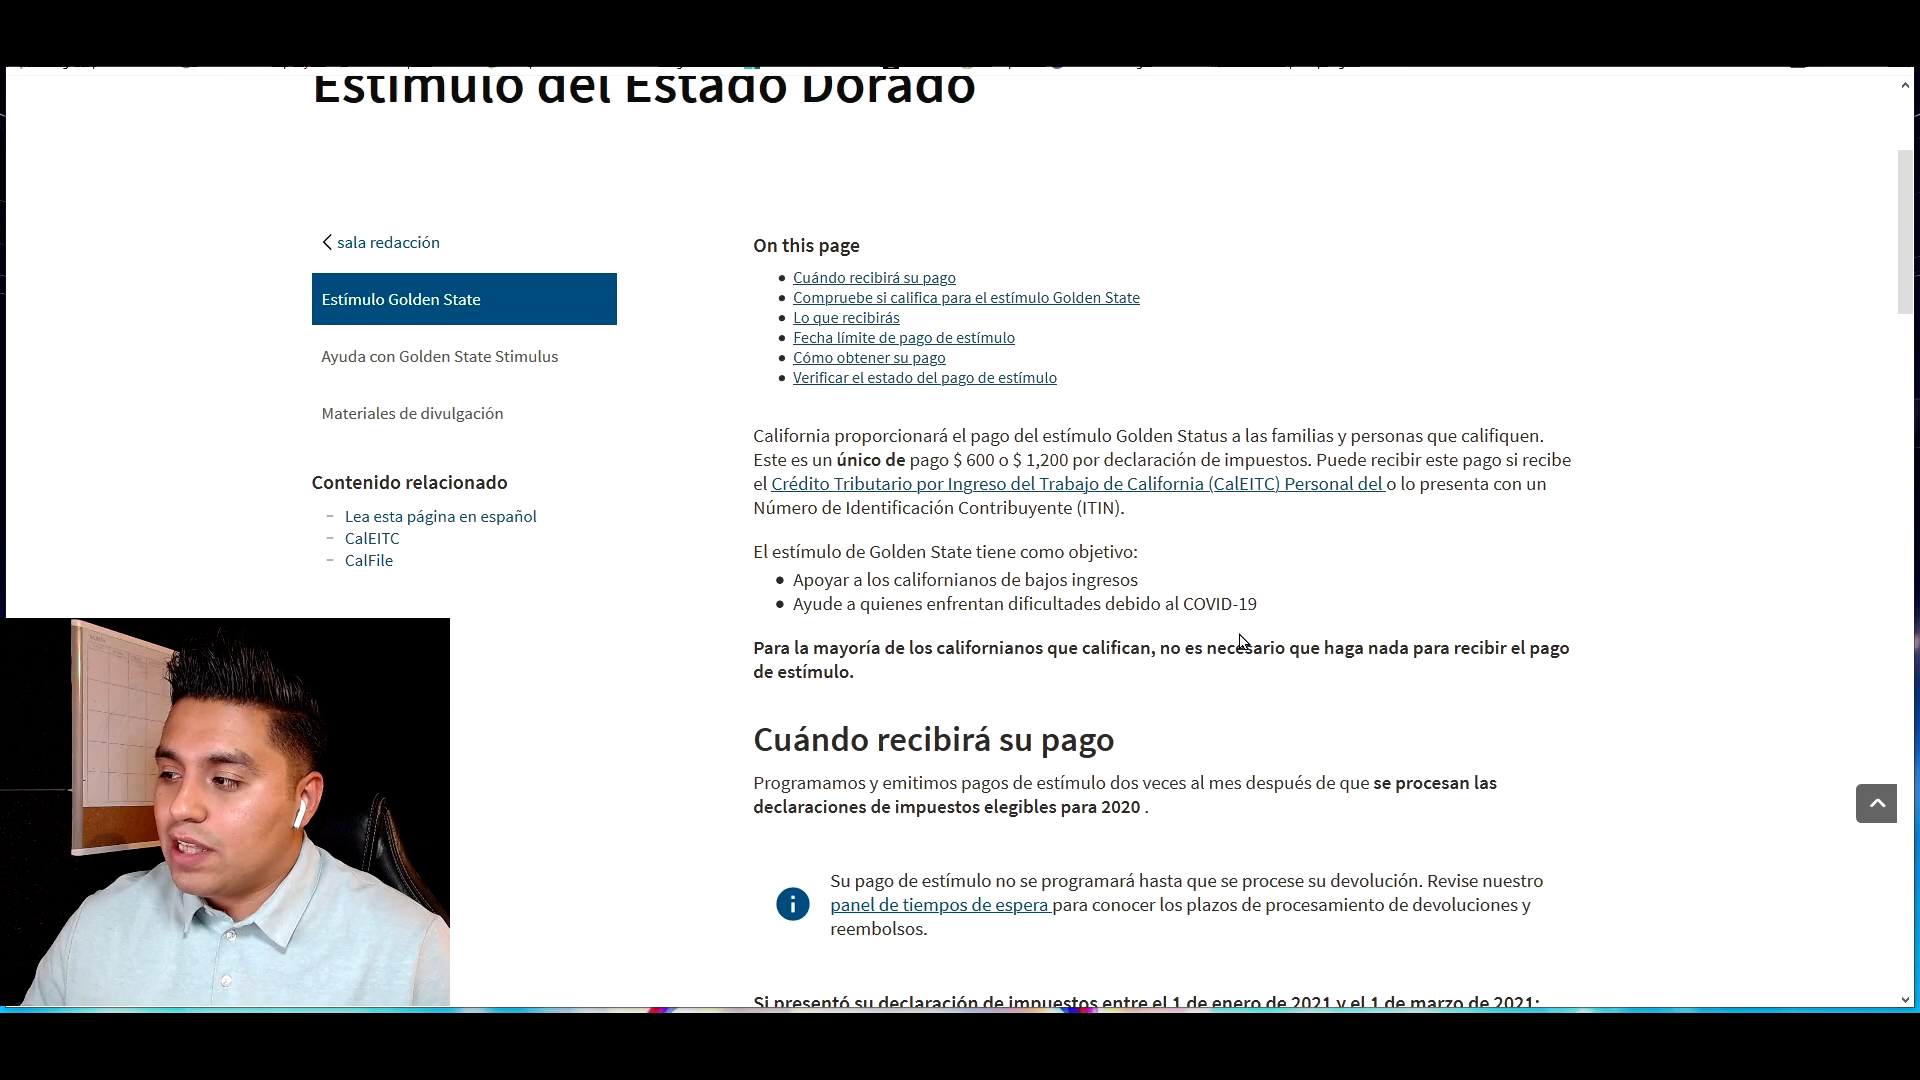 Estímulo del Estado Dorado
sala redacción
Estímulo Golden State
Ayuda con Golden State Stimulus
Materiales de divulgación
Contenido relacionado
Lea esta página en español
CalEITC
CalFile
On this page
Cuándo recibirá su pago
Compruebe si califica para el estímulo Golden State
Lo que recibirás
Fecha límite de pago de estímulo
Cómo obtener su pago
Verificar el estado del pago de estímulo
California proporcionará el pago del estímulo Golden Status a las familias y personas que califiquen.
Este es un único de pago $ 600 o $ 1,200 por declaración de impuestos. Puede recibir este pago si recibe
el Crédito Tributario por Ingreso del Trabajo de California (CalEITC) Personal del o lo presenta con un
Número de Identificación Contribuyente (ITIN).
El estímulo de Golden State tiene como objetivo:
Apoyar a los californianos de bajos ingresos
Ayude a quienes enfrentan dificultades debido al COVID-19
Para la mayoría de los californianos que califican, no es necesario que haga nada para recibir el pago
de estímulo.
Cuándo recibirá su pago
Programamos y emitimos pagos de estímulo dos veces al mes después de que se procesan las
declaraciones de impuestos elegibles para 2020 .
Su pago de estímulo no se programará hasta que se procese su devolución. Revise nuestro
panel de tiempos de espera para conocer los plazos de procesamiento de devoluciones y
reembolsos.
Si presentó su declaración de impuestos entre el 1 de enero de 2021 y el 1 de marzo de 2021: